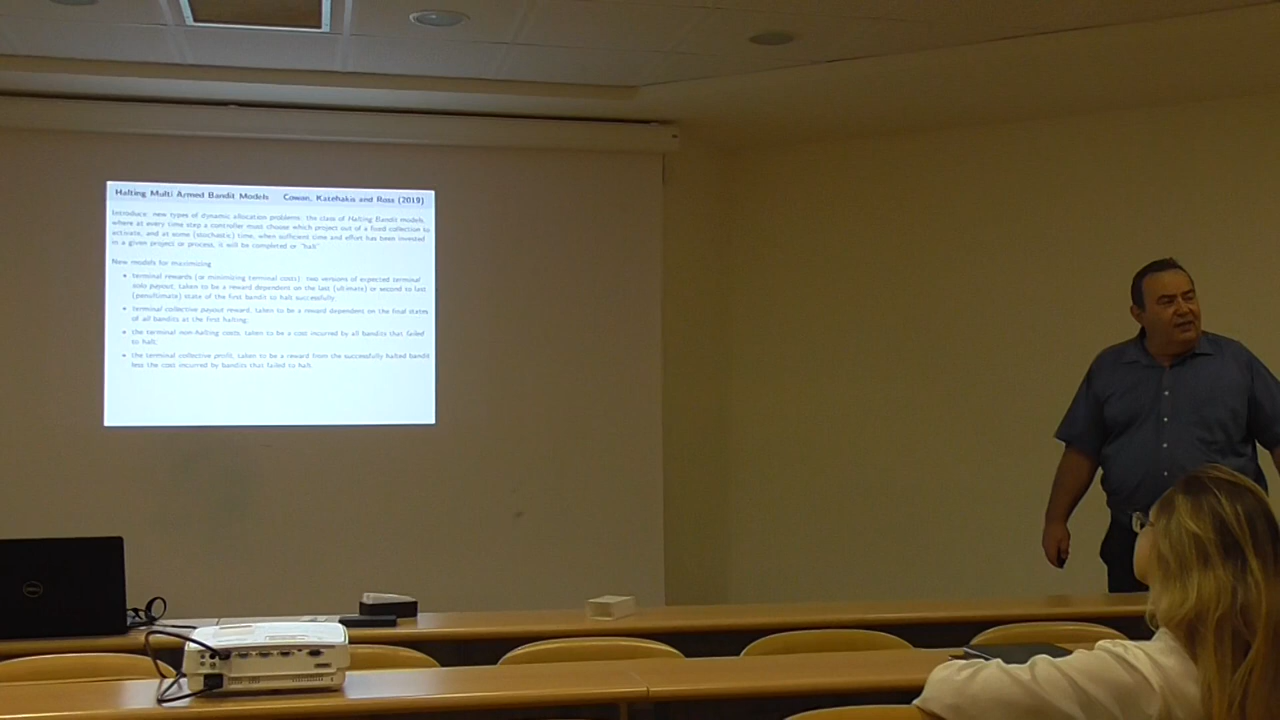 Halting Multi Armed Bandit Models Cowan, Katehakis and Ross (2019)
Introduce: new types of dynamic allocation problems: the class of Halting Bandit models,
where at every time step a controller must choose which project out of a fixed collection to
activate, and at some (stochastic) time, when sufficient time and effort has been invested
in a given project or process, it will be completed or "halt"
New models for maximizing
• terminal rewards (or minimizing terminal costs): two versions of expected terminal
solo payout, taken to be a reward dependent on the last (ultimate) or second to last
(penultimate) state of the first bandit to halt successfully
• terminal collective payout reward, taken to be a reward dependent on the final states
of all bandits at the first halting;
• the terminal non-halting costs, taken to be a cost incurred by all bandits that failed
to halt;
• the terminal collective profit, taken to be a reward from the successfully halted bandit
less the cost incurred by bandits that failed to halt.
DELL